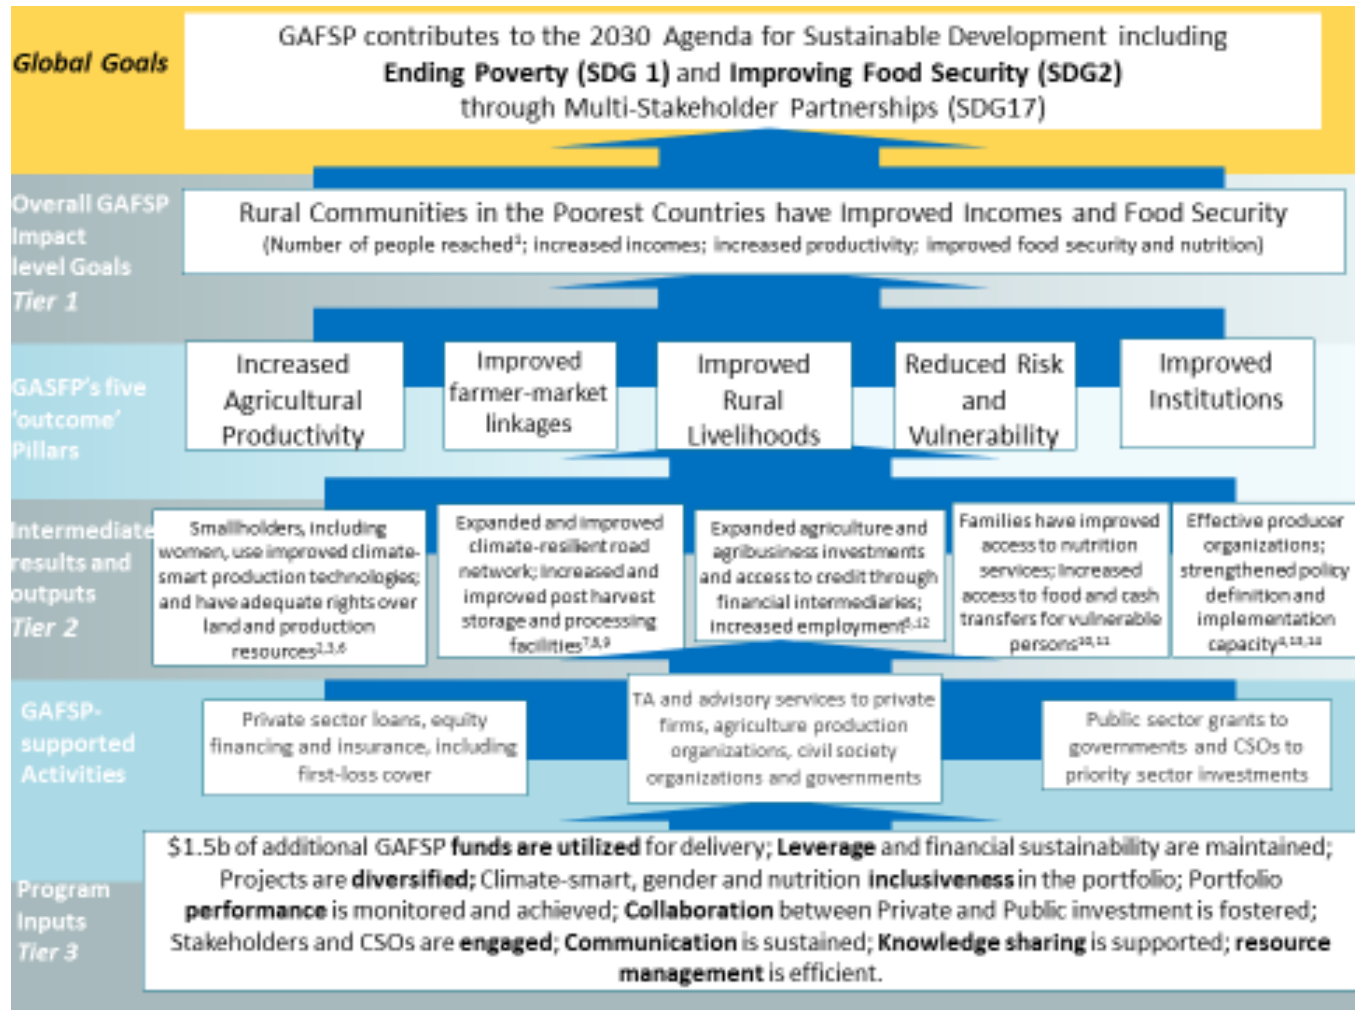 Global Goals
GAFSP contributes to the 2030 Agenda for Sustainable Development including
Ending Poverty (SDG 1) and Improving Food Security (SDG2)
through Multi-Stakeholder Partnerships (SDG17)
Overall GAFSP
Impact
level Goals
Tier 1
Rural Communities in the Poorest Countries have Improved Incomes and Food Security
(Number of people reached¹; increased incomes; increased productivity; improved food security and nutrition)
GASFP's five
'outcome'
Pillars
Increased
Agricultural
Productivity
Improved
farmer-market
linkages
Improved
Rural
Livelihoods
Reduced Risk
and
Vulnerability
Improved
Institutions
Intermediate
results and
outputs
Tier 2
Smallholders, including
women, use improved climate-
smart production technologies;
and have adequate rights over
land and production
resources
Expanded and improved
climate-resilient road
network; increased and
improved post harvest
storage and processing
facilities
Expanded agriculture and
agribusiness investments
and access to credit through
financial intermediaries;
increased employment
Families have improved
access to nutrition
services; increased
access to food and cash
transfers for vulnerable
persons
Effective producer
organizations;
strengthened policy
definition and
implementation
capacity
GAFSP-
supported
Activities
Private sector loans, equity
financing and insurance, including
first-loss cover
TA and advisory services to private
firms, agriculture production
organizations, civil society
organizations and governments
Public sector grants to
governments and CSOs to
priority sector investments
Program
Inputs
Tier 3
$1.5b of additional GAFSP funds are utilized for delivery; Leverage and financial sustainability are maintained;
Projects are diversified; Climate-smart, gender and nutrition inclusiveness in the portfolio; Portfolio
performance is monitored and achieved; Collaboration between Private and Public investment is fostered;
Stakeholders and CSOs are engaged; Communication is sustained; Knowledge sharing is supported; resource
management is efficient.